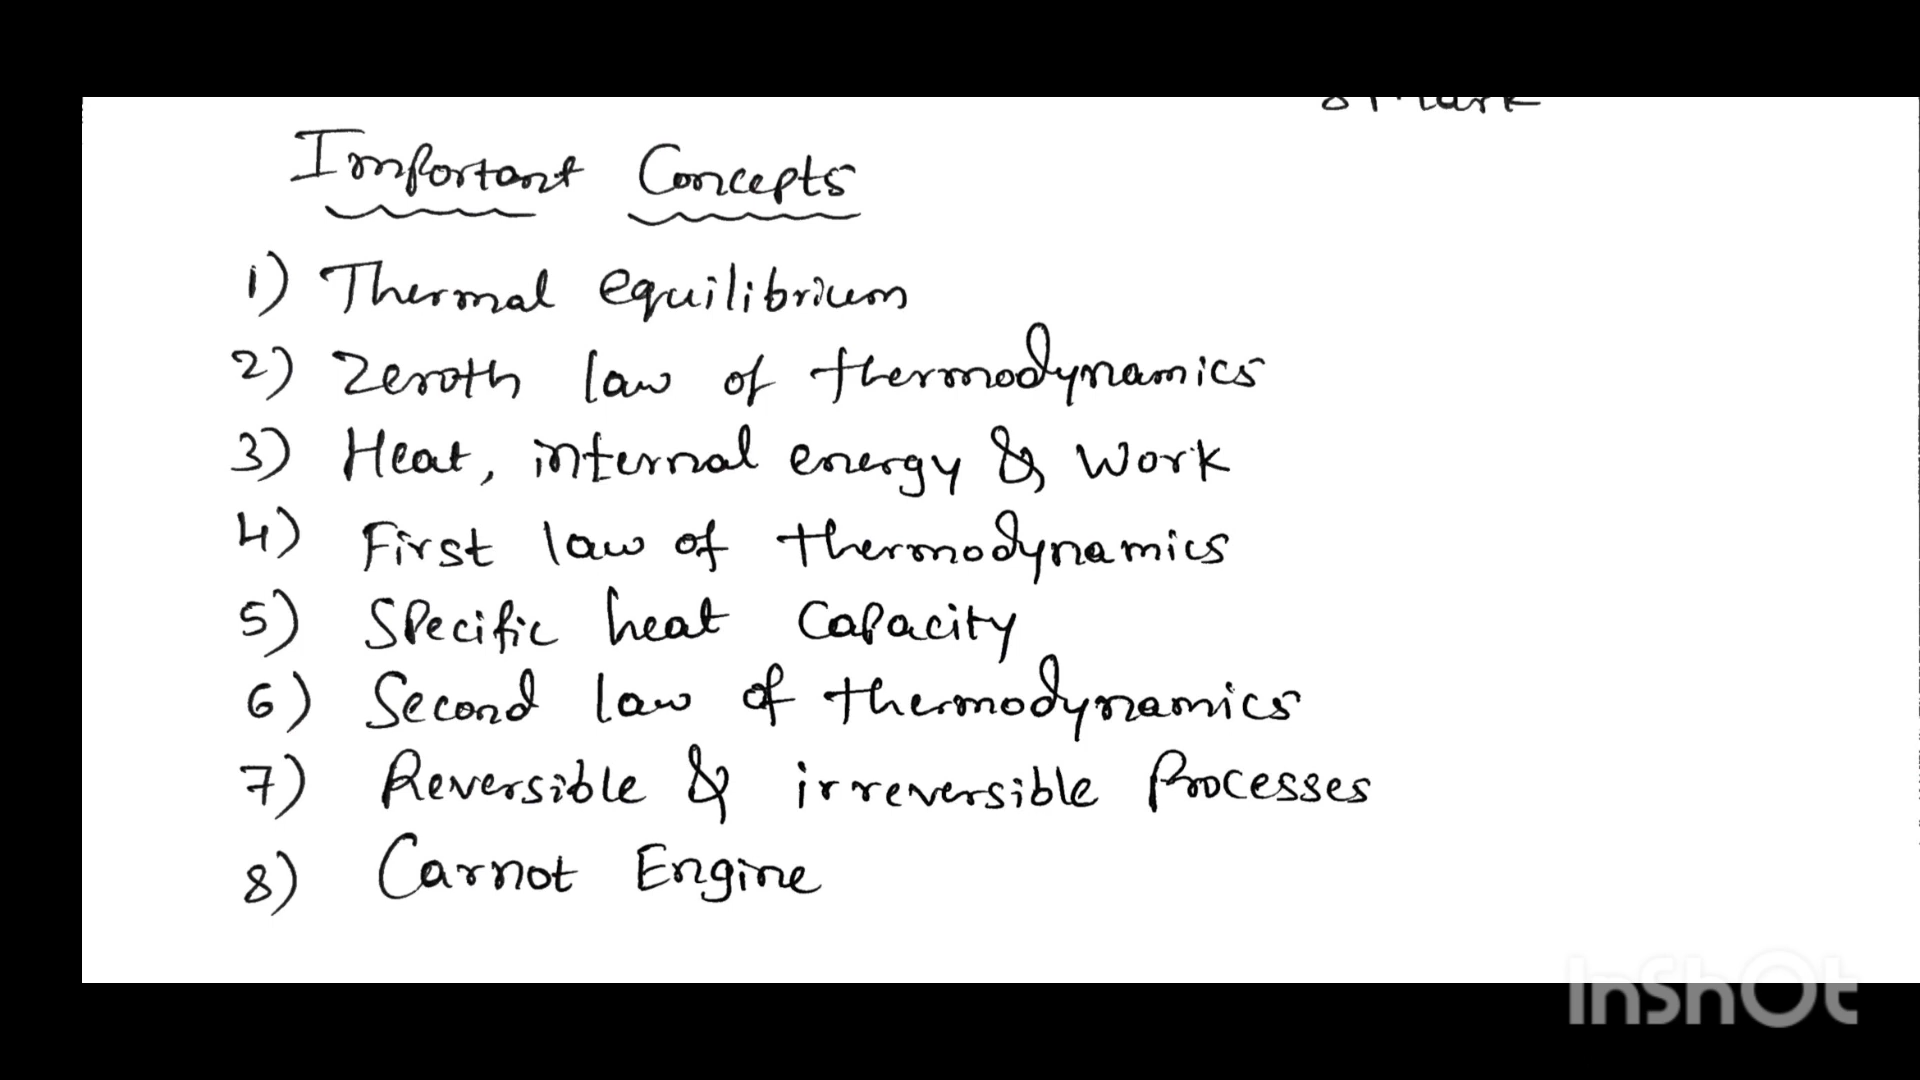 Important Concepts
1) Thermal equilibrium
2) Zeroth law of thermodynamics
3) Heat, internal energy & Work
4) First law of thermodynamics
5) Specific heat Capacity
6) Second law of thermodynamics
7) Reversible & irreversible Processes
8) Carnot Engine
InShOt